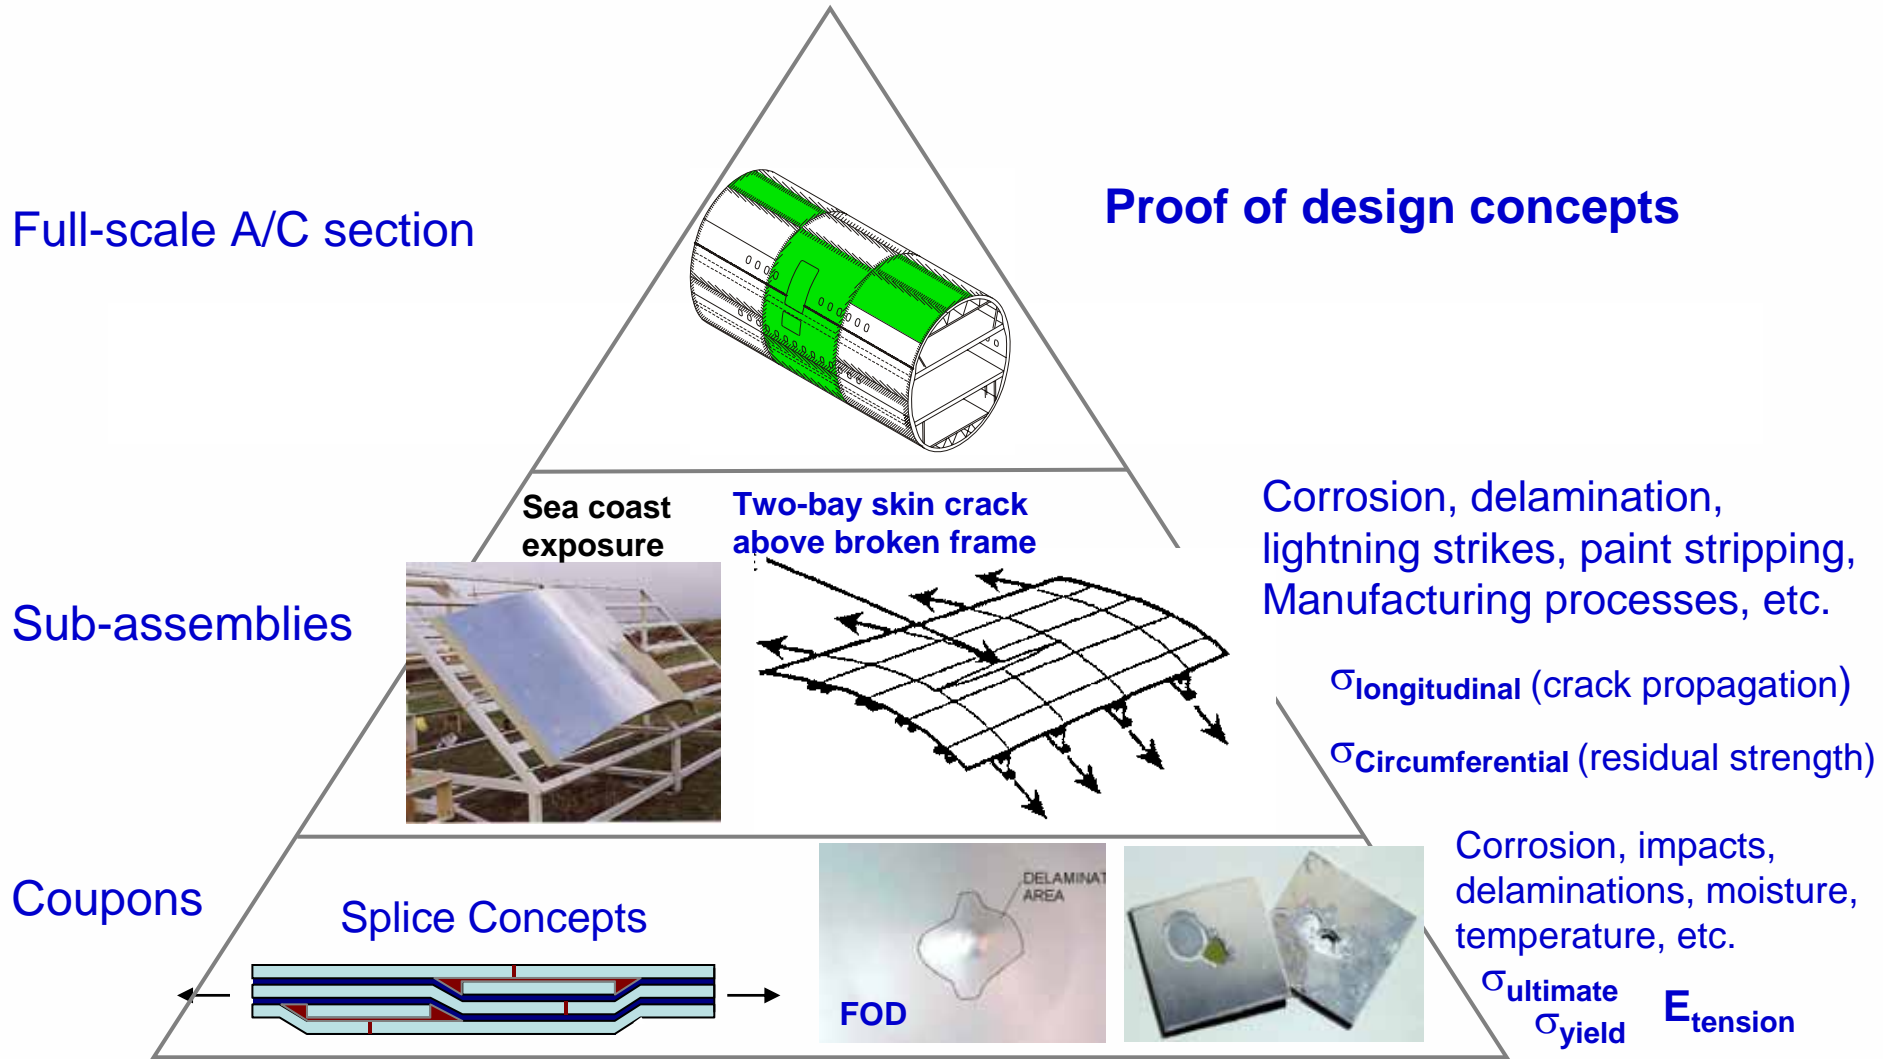 Full-scale A/C section
Proof of design concepts
Sea coast
exposure
Two-bay skin crack
above broken frame
Sub-assemblies
Corrosion, delamination,
lightning strikes, paint stripping,
Manufacturing processes, etc.
σlongitudinal (crack propagation)
σCircumferential (residual strength)
Coupons
Splice Concepts
DELAMINAT
AREA
FOD
Corrosion, impacts,
delaminations, moisture,
temperature, etc.
σultimate
σyield
Etension